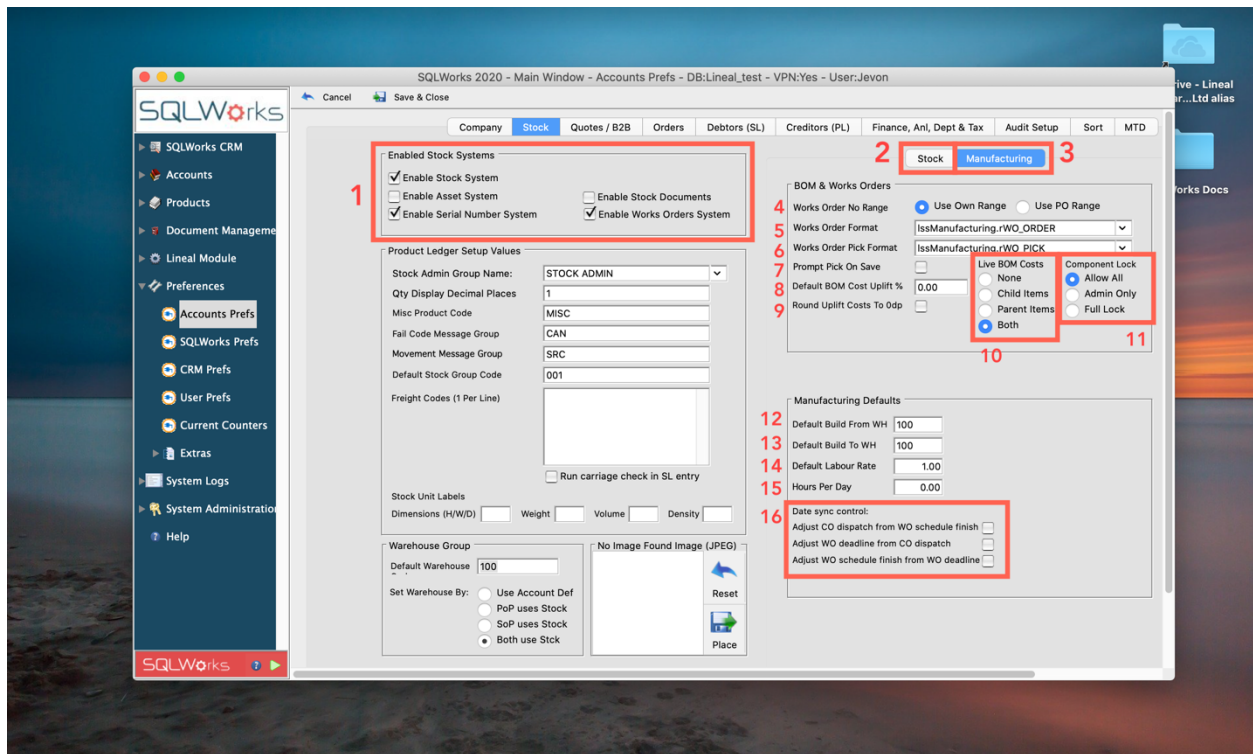 SQLWorks 2020 - Main Window - Accounts Prefs - DB:Lineal_test - VPN:Yes - User:Jevon
rive - Lineal
r...Ltd alias
orks Docs
SQLWorks
Cancel
Save & Close
Company
Stock
Quotes / B2B
Orders
Debtors (SL)
Creditors (PL)
Finance, Anl, Dept & Tax
Audit Setup
Sort
MTD
SQLWorks CRM
Accounts
Products
Document Manageme
Lineal Module
Preferences
Accounts Prefs
SQLWorks Prefs
CRM Prefs
User Prefs
Current Counters
Extras
System Logs
System Administratio
Help
SQLWorks
1
Enabled Stock Systems
Enable Stock System
Enable Asset System
Enable Stock Documents
Enable Serial Number System
Enable Works Orders System
Product Ledger Setup Values
Stock Admin Group Name:
STOCK ADMIN
Qty Display Decimal Places
1
Misc Product Code
MISC
Fail Code Message Group
CAN
Movement Message Group
SRC
Default Stock Group Code
001
Freight Codes (1 Per Line)
Run carriage check in SL entry
Stock Unit Labels
Dimensions (H/W/D)
Weight
Volume
Density
Warehouse Group
Default Warehouse
100
Set Warehouse By:
Use Account Def
PoP uses Stock
SoP uses Stock
Both use Stck
No Image Found Image (JPEG)
Reset
Place
2
Stock
Manufacturing
3
BOM & Works Orders
4
Works Order No Range
Use Own Range
Use PO Range
5
Works Order Format
lssManufacturing.rWO_ORDER
6
Works Order Pick Format
lssManufacturing.rWO_PICK
7
Prompt Pick On Save
8
Default BOM Cost Uplift %
0.00
9
Round Uplift Costs To 0dp
Live BOM Costs
None
Child Items
Parent Items
Both
10
Component Lock
Allow All
Admin Only
Full Lock
11
Manufacturing Defaults
12
Default Build From WH
100
13
Default Build To WH
100
14
Default Labour Rate
1.00
15
Hours Per Day
0.00
16
Date sync control:
Adjust CO dispatch from WO schedule finish
Adjust WO deadline from CO dispatch
Adjust WO schedule finish from WO deadline